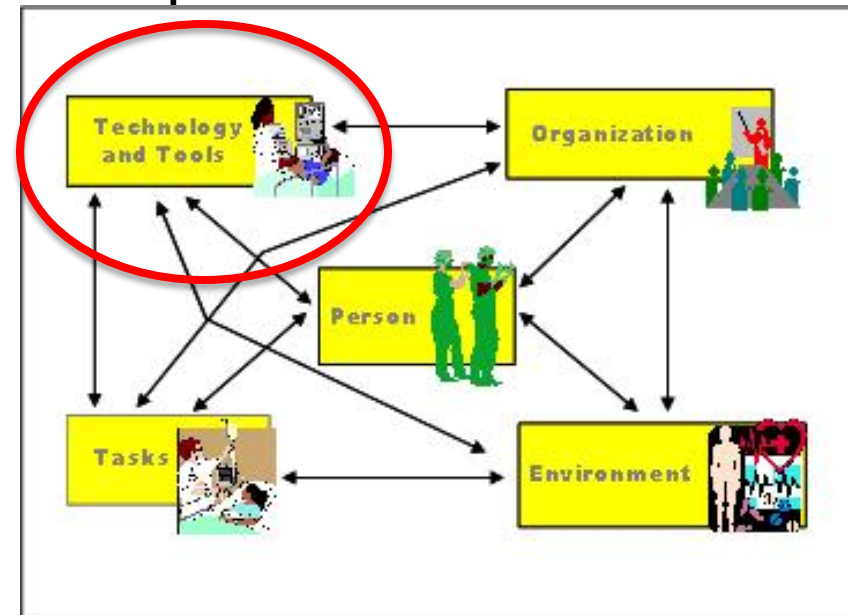 Technology
and Tools
Organization
Person
Tasks
Environment